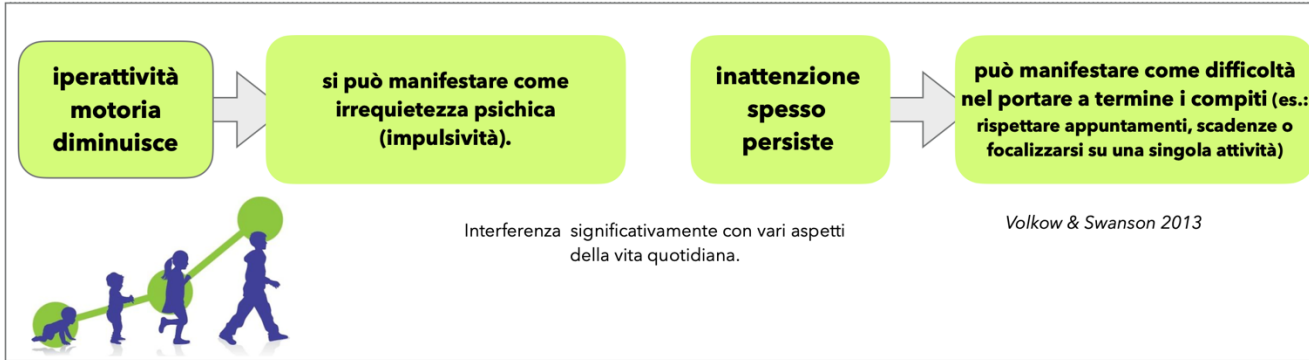 iperattività
motoria
diminuisce
si può manifestare come
irrequietezza psichica
(impulsività).
inattenzione
spesso
persiste
può manifestare come difficoltà
nel portare a termine i compiti (es.:
rispettare appuntamenti, scadenze o
focalizzarsi su una singola attività)
Interferenza significativamente con vari aspetti
della vita quotidiana.
Volkow & Swanson 2013